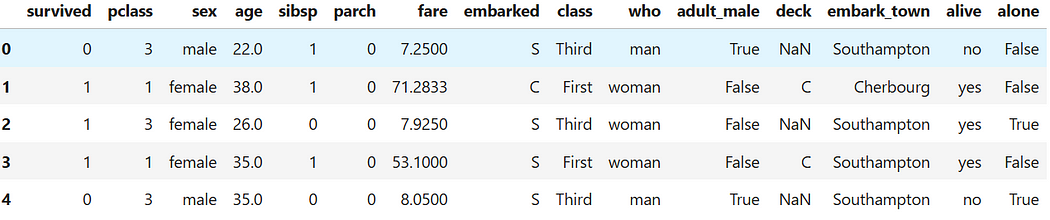 survived pclass sex age sibsp parch fare embarked class who adult_male deck embark_town alive alone
0 0 3 male 22.0 1 0 7.2500 S Third man True NaN Southampton no False
1 1 1 female 38.0 1 0 71.2833 C First woman False C Cherbourg yes False
2 1 3 female 26.0 0 0 7.9250 S Third woman False NaN Southampton yes True
3 1 1 female 35.0 1 0 53.1000 S First woman False C Southampton yes False
4 0 3 male 35.0 0 0 8.0500 S Third man True NaN Southampton no True